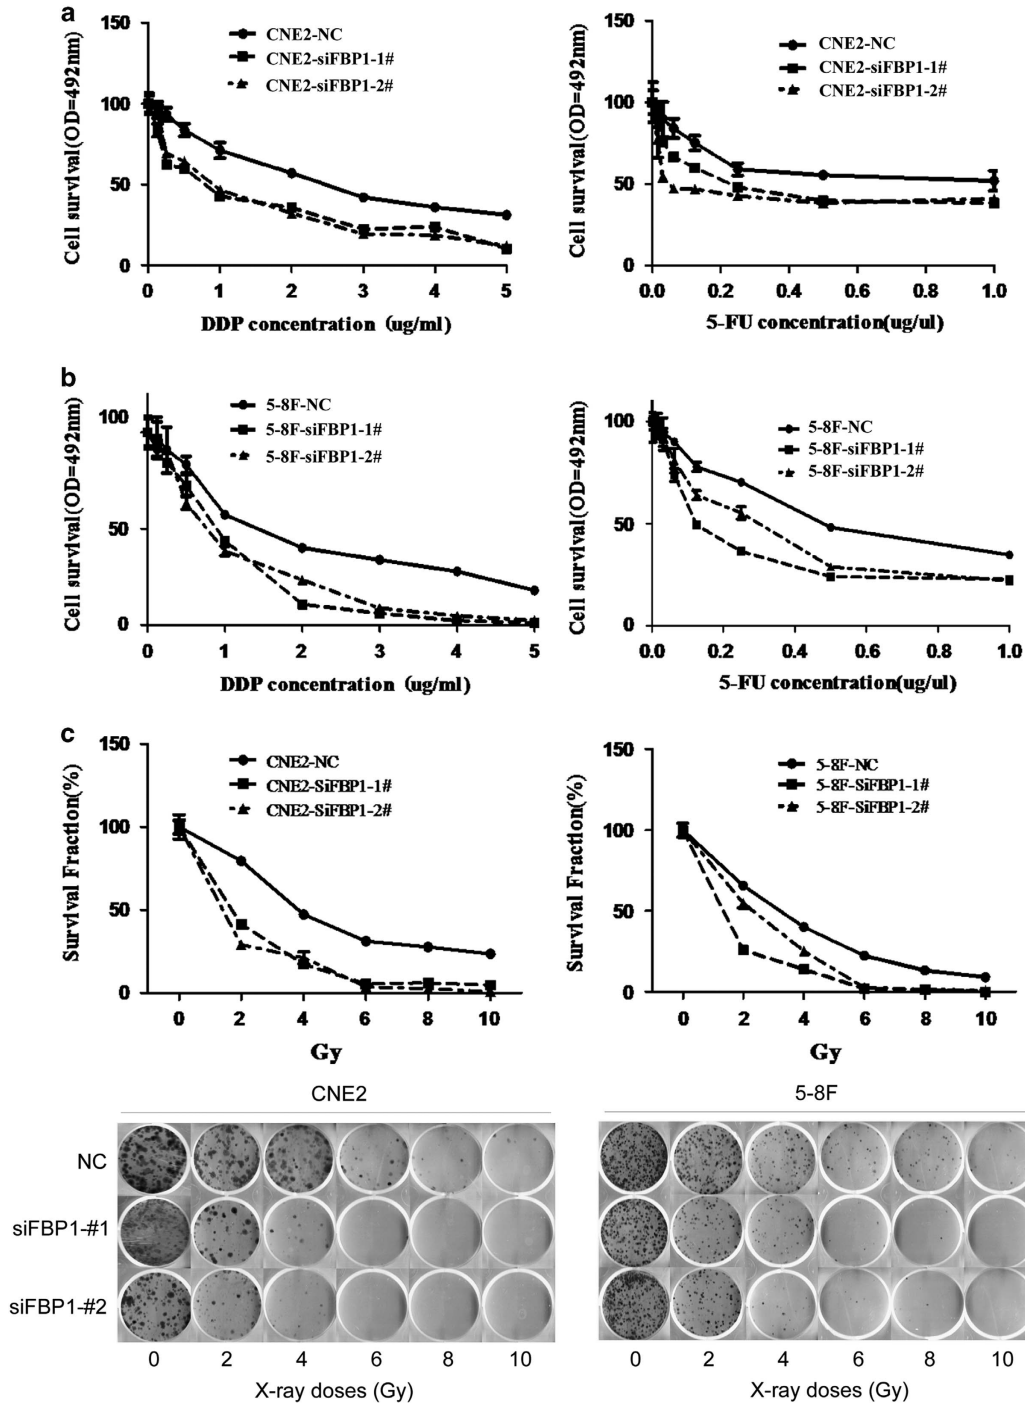 a
150
100
50
0
Cell survival(OD=492nm)
CNE2-NC
CNE2-siFBP1-1#
CNE2-siFBP1-2#
0 1 2 3 4 5
DDP concentration (ug/ml)
150
100
50
0
Cell survival(OD=492nm)
CNE2-NC
CNE2-siFBP1-1#
CNE2-siFBP1-2#
0.0 0.2 0.4 0.6 0.8 1.0
5-FU concentration(ug/ul)
b
100
50
0
Cell survival(OD=492nm)
5-8F-NC
5-8F-siFBP1-1#
5-8F-siFBP1-2#
0 1 2 3 4 5
DDP concentration (ug/ml)
100
50
0
Cell survival(OD=492nm)
5-8F-NC
5-8F-siFBP1-1#
5-8F-siFBP1-2#
0.0 0.2 0.4 0.6 0.8 1.0
5-FU concentration(ug/ul)
c
150
100
50
0
Survival Fraction(%)
CNE2-NC
CNE2-SiFBP1-1#
CNE2-SiFBP1-2#
0 2 4 6 8 10
Gy
150
100
50
0
Survival Fraction(%)
5-8F-NC
5-8F-SiFBP1-1#
5-8F-SiFBP1-2#
0 2 4 6 8 10
Gy
CNE2
5-8F
NC
siFBP1-#1
siFBP1-#2
0 2 4 6 8 10
X-ray doses (Gy)
0 2 4 6 8 10
X-ray doses (Gy)